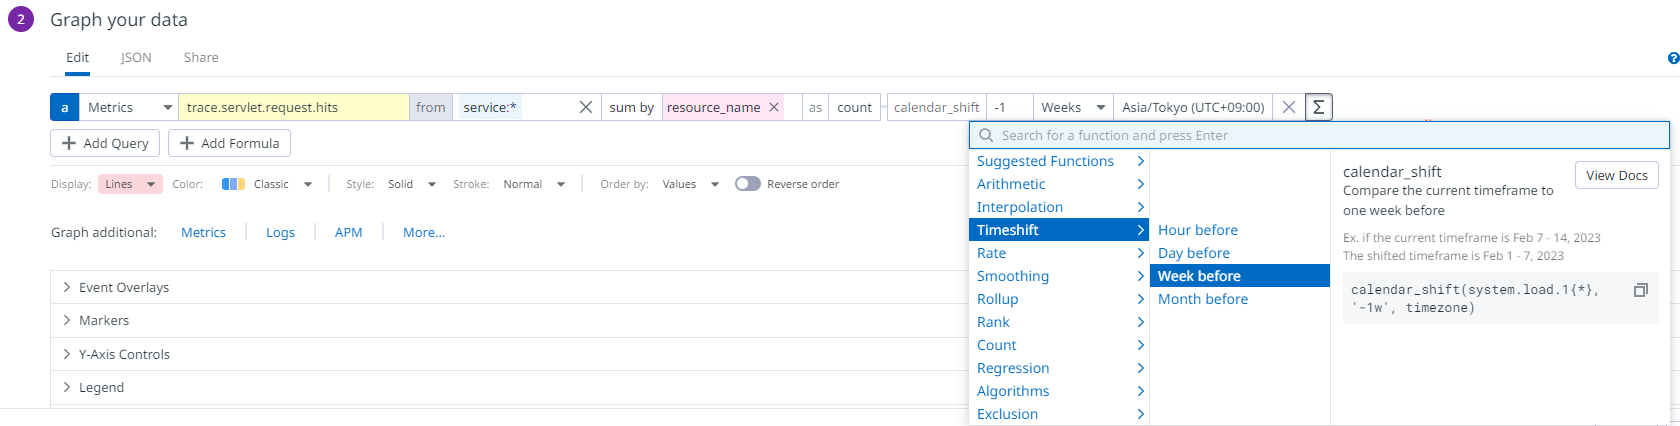 2 Graph your data
Edit JSON Share
?
a Metrics trace.servlet.request.hits from service:* sum by resource_name as count calendar_shift -1 Weeks Asia/Tokyo (UTC+09:00) Σ
+ Add Query + Add Formula
Search for a function and press Enter
Display: Lines Color: Classic Style: Solid Stroke: Normal Order by: Values Reverse order
Graph additional: Metrics Logs APM More...
Event Overlays
Markers
Y-Axis Controls
Legend
Suggested Functions
Arithmetic
Interpolation
Timeshift
Rate
Smoothing
Rollup
Rank
Count
Regression
Algorithms
Exclusion
Hour before
Day before
Week before
Month before
calendar_shift
View Docs
Compare the current timeframe to
one week before
Ex. if the current timeframe is Feb 7 - 14, 2023
The shifted timeframe is Feb 1 - 7, 2023
calendar_shift(system.load.1{*},
'-1w', timezone)